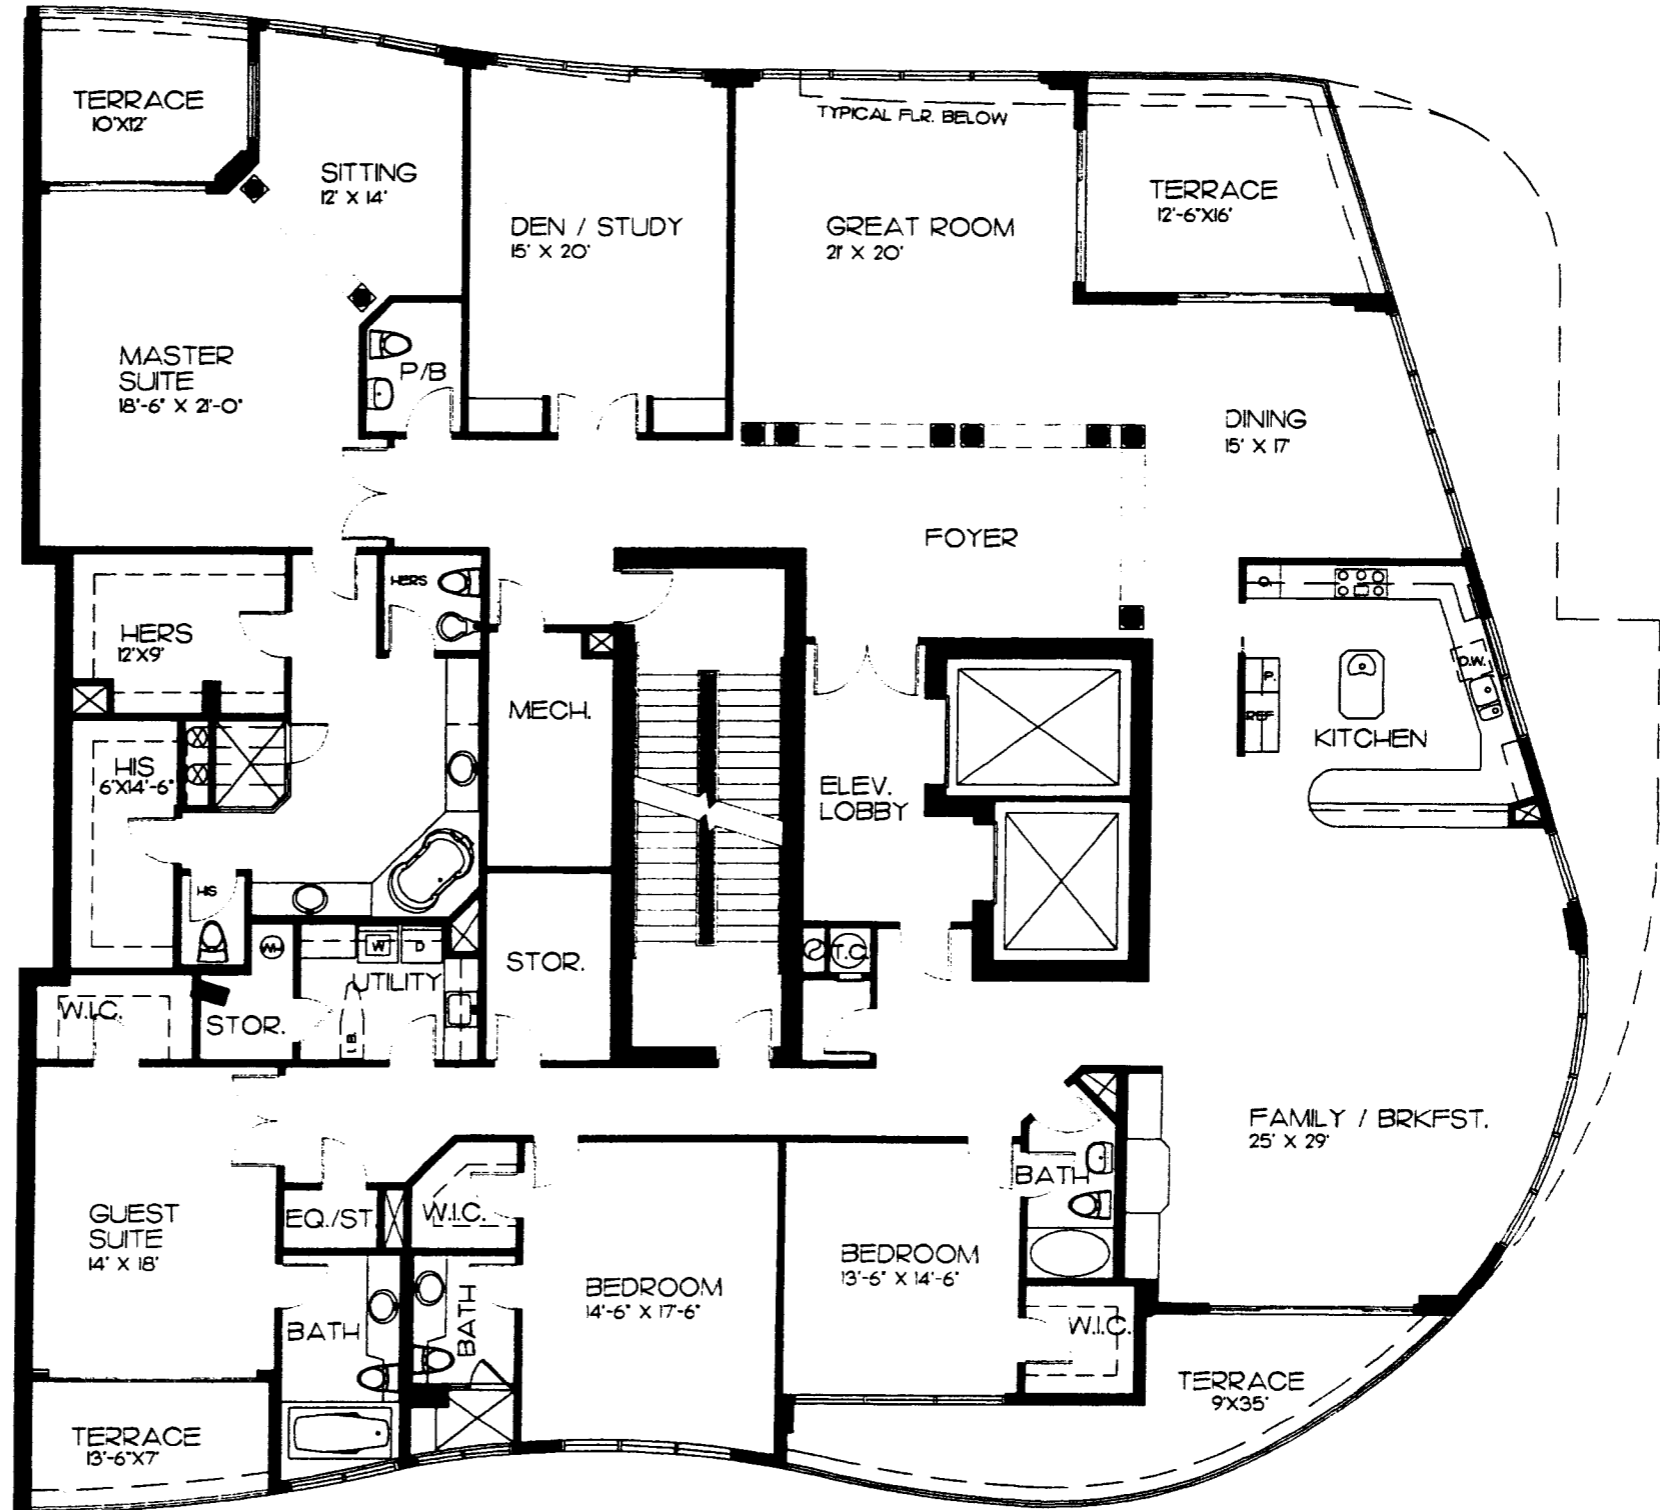 TERRACE
10'X12'
SITTING
12' X 14'
DEN / STUDY
15' X 20'
TYPICAL FLR. BELOW
GREAT ROOM
21' X 20'
TERRACE
12'-6"X16'
MASTER
SUITE
18'-6" X 21'-0"
P/B
DINING
15' X 17'
FOYER
HERS
12'X9'
HERS
MECH.
O.
D.W.
P.
REF
KITCHEN
HIS
6'X14'-6"
ELEV.
LOBBY
HIS
W
D
UTILITY
STOR.
T.C.
W.I.C.
STOR.
I.B.
FAMILY / BRKFST.
25' X 29'
GUEST
SUITE
14' X 18'
EQ./ST.
W.I.C.
BATH
BEDROOM
14'-6" X 17'-6"
BEDROOM
13'-6" X 14'-6"
BATH
BATH
W.I.C.
TERRACE
9'X35'
TERRACE
13'-6"X7'